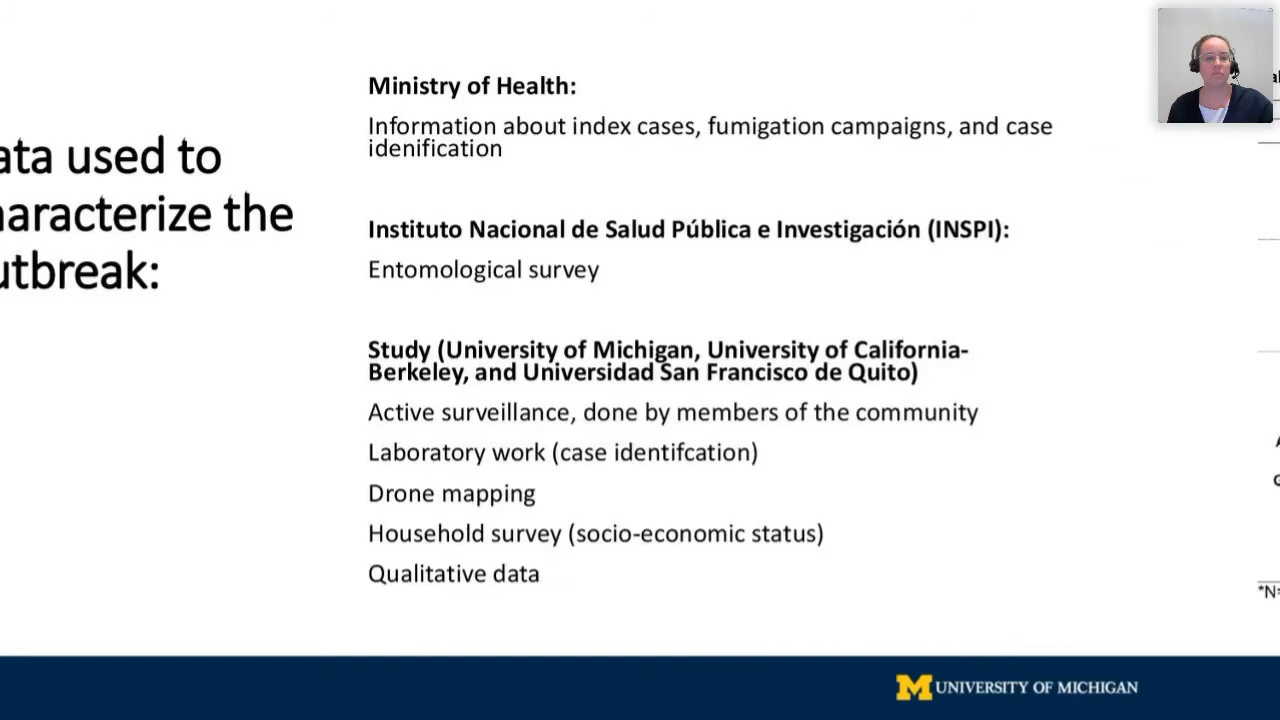 ata used to
haracterize the
utbreak:
Ministry of Health:
Information about index cases, fumigation campaigns, and case
idenification
Instituto Nacional de Salud Pública e Investigación (INSPI):
Entomological survey
Study (University of Michigan, University of California-
Berkeley, and Universidad San Francisco de Quito)
Active surveillance, done by members of the community
Laboratory work (case identifcation)
Drone mapping
Household survey (socio-economic status)
Qualitative data
*N=
M UNIVERSITY OF MICHIGAN